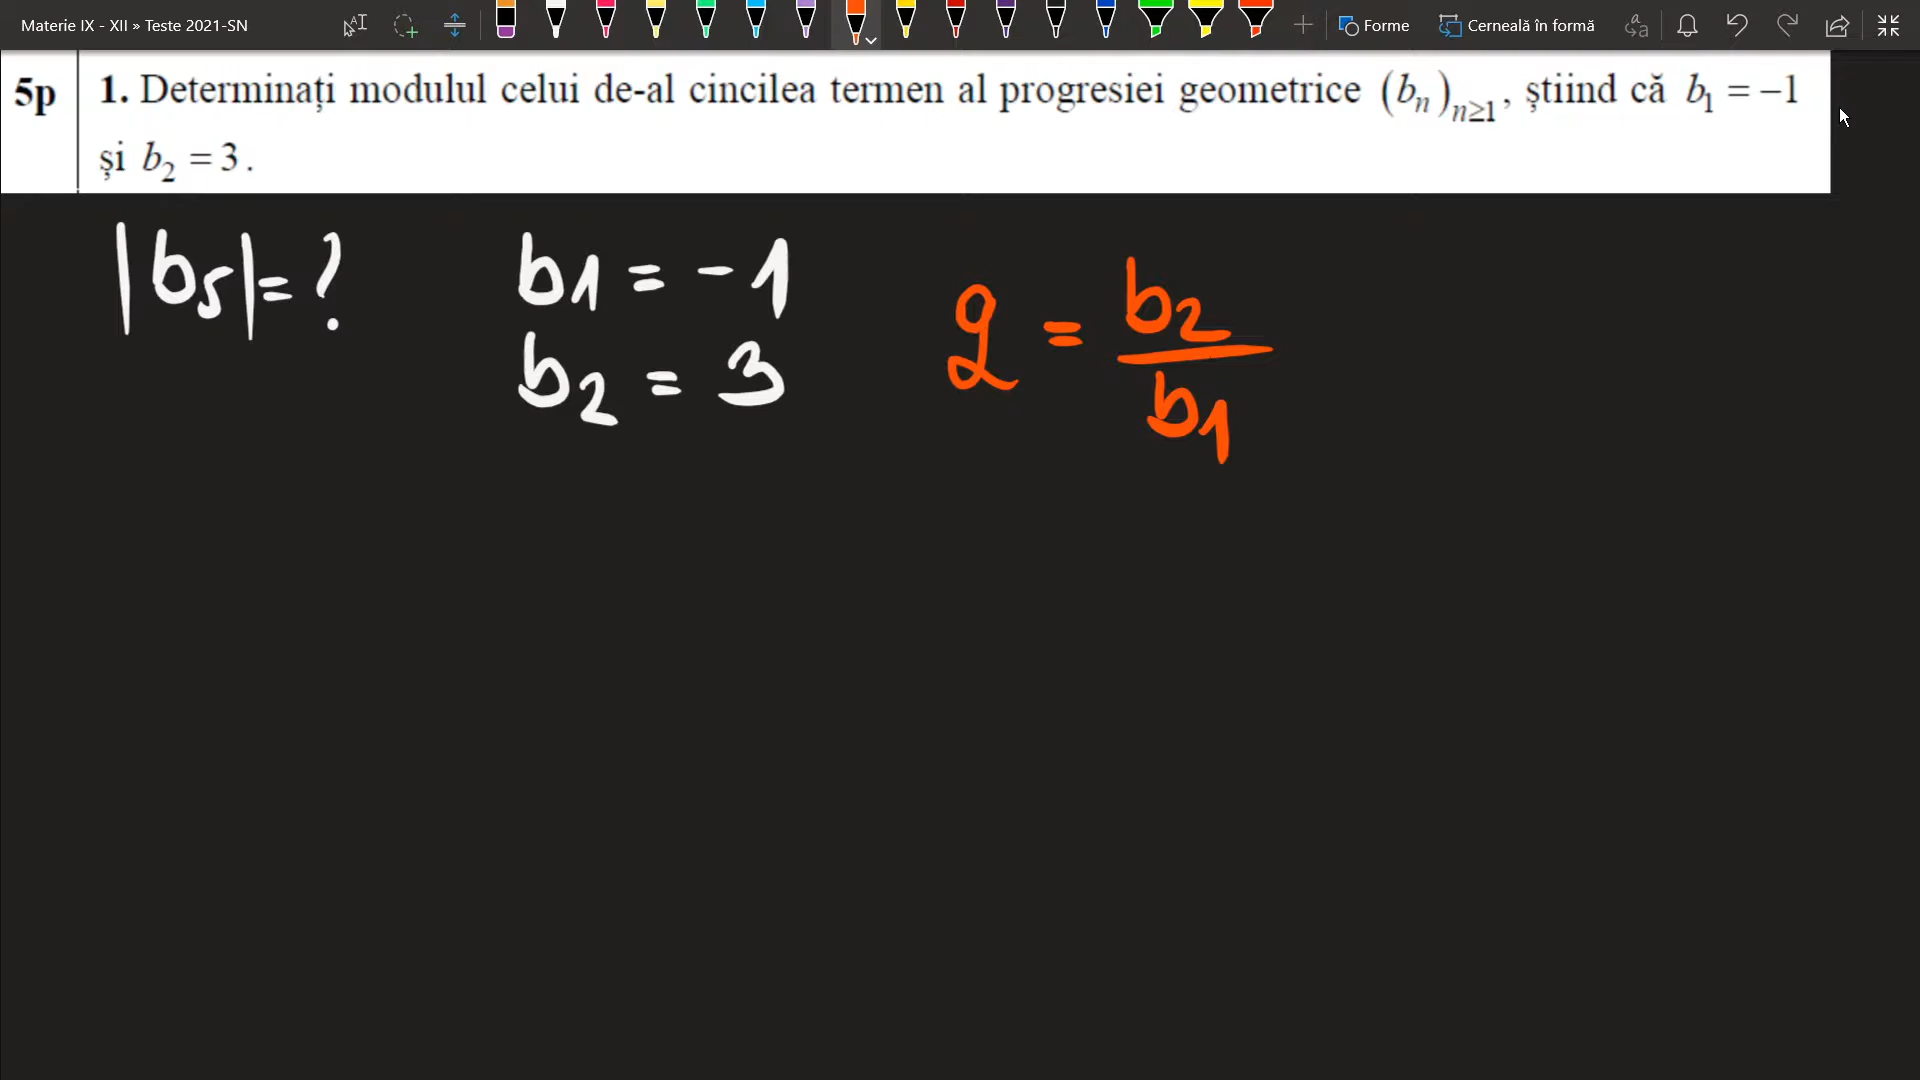 Materie IX - XII » Teste 2021-SN
Forme
Cerneală în formă
5p
1. Determinați modulul celui de-al cincilea termen al progresiei geometrice (bₙ)ₙ≥₁, știind că b₁ = −1
și b₂ = 3.
|b₅| = ?
b₁ = -1
b₂ = 3
q = b₂ / b₁